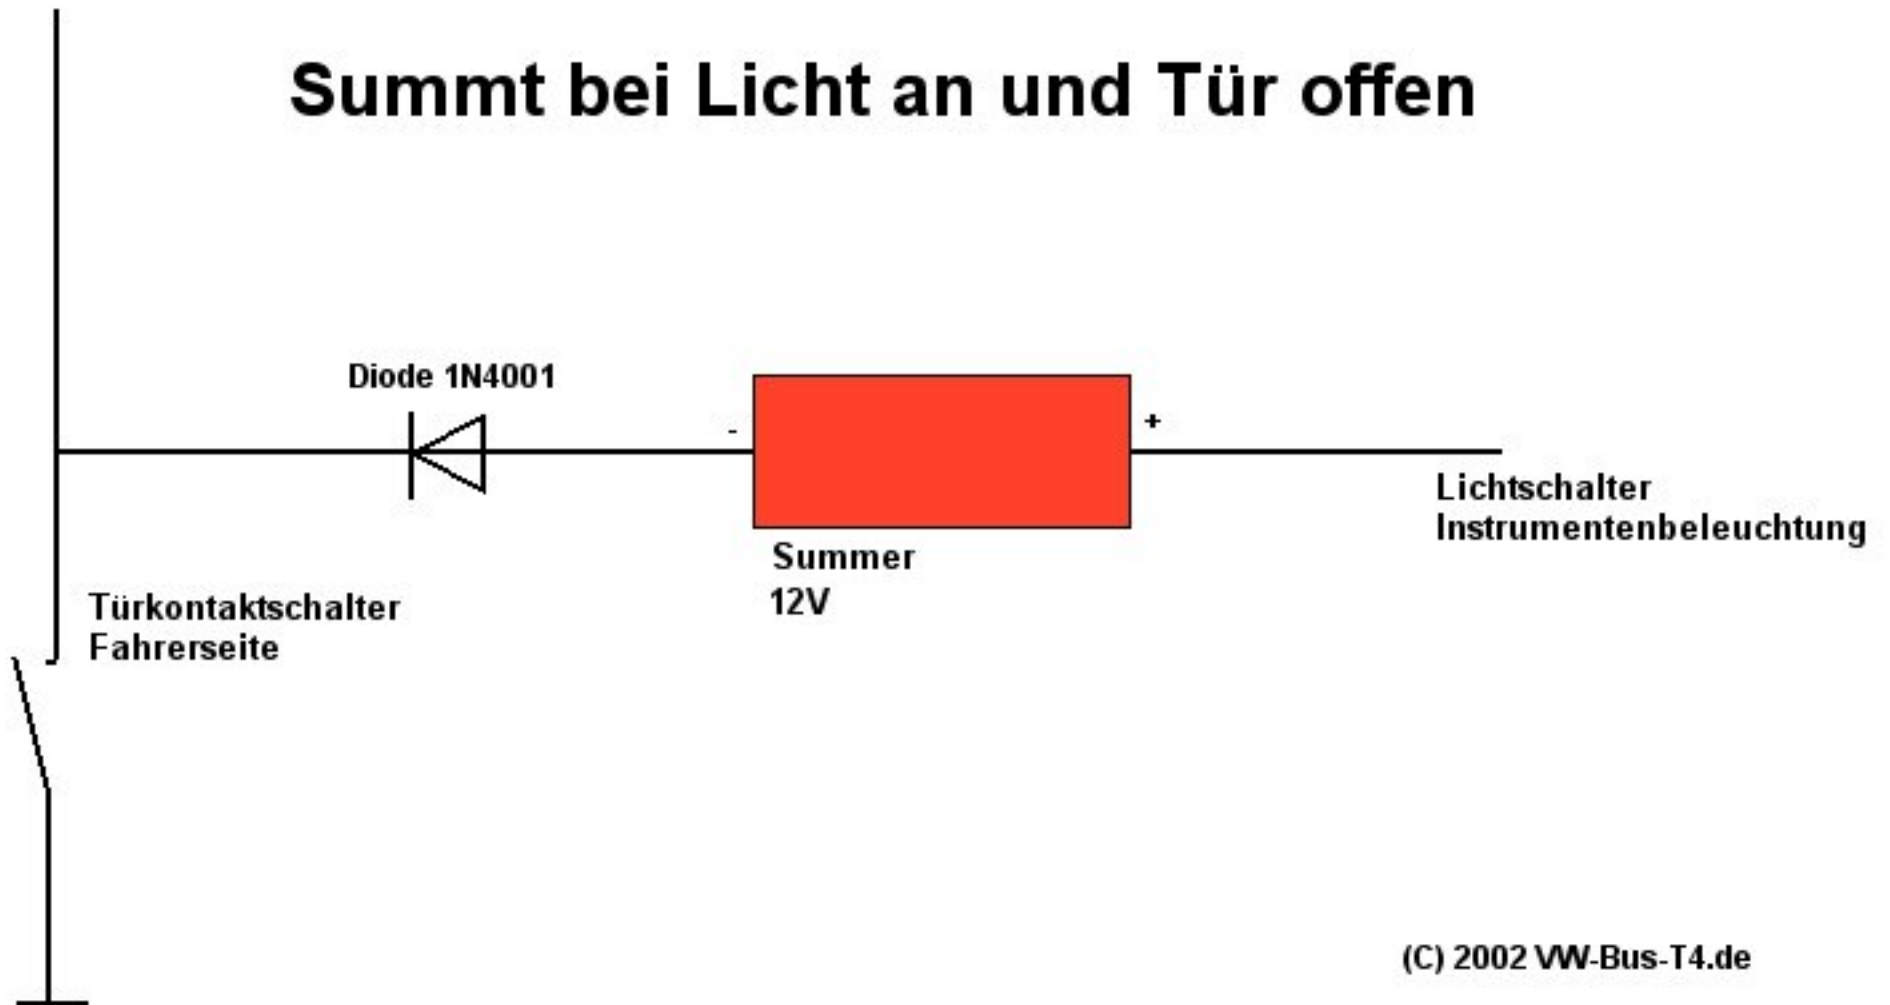 Summt bei Licht an und Tür offen
Diode 1N4001
-
+
Lichtschalter
Instrumentenbeleuchtung
Summer
12V
Türkontaktschalter
Fahrerseite
(C) 2002 VW-Bus-T4.de